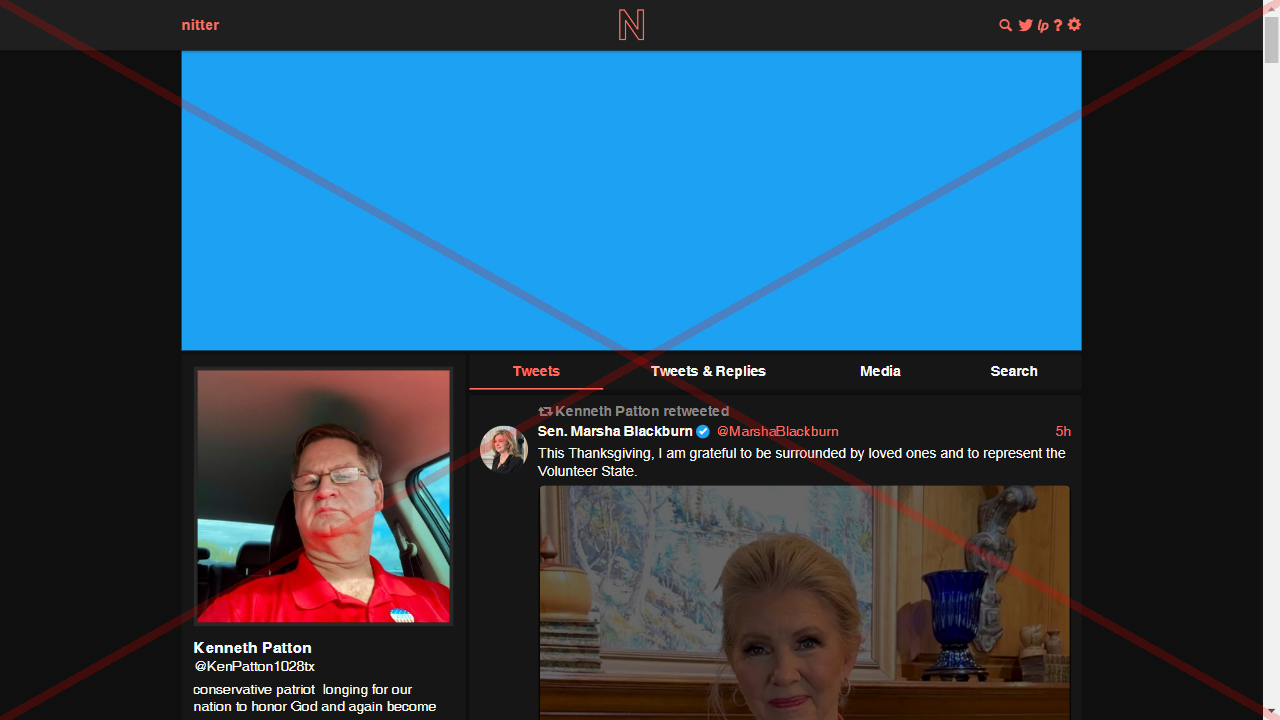 nitter
N
lp ?
Tweets
Tweets & Replies
Media
Search
Kenneth Patton retweeted
Sen. Marsha Blackburn @MarshaBlackburn 5h
This Thanksgiving, I am grateful to be surrounded by loved ones and to represent the
Volunteer State.
Kenneth Patton
@KenPatton1028tx
conservative patriot longing for our
nation to honor God and again become